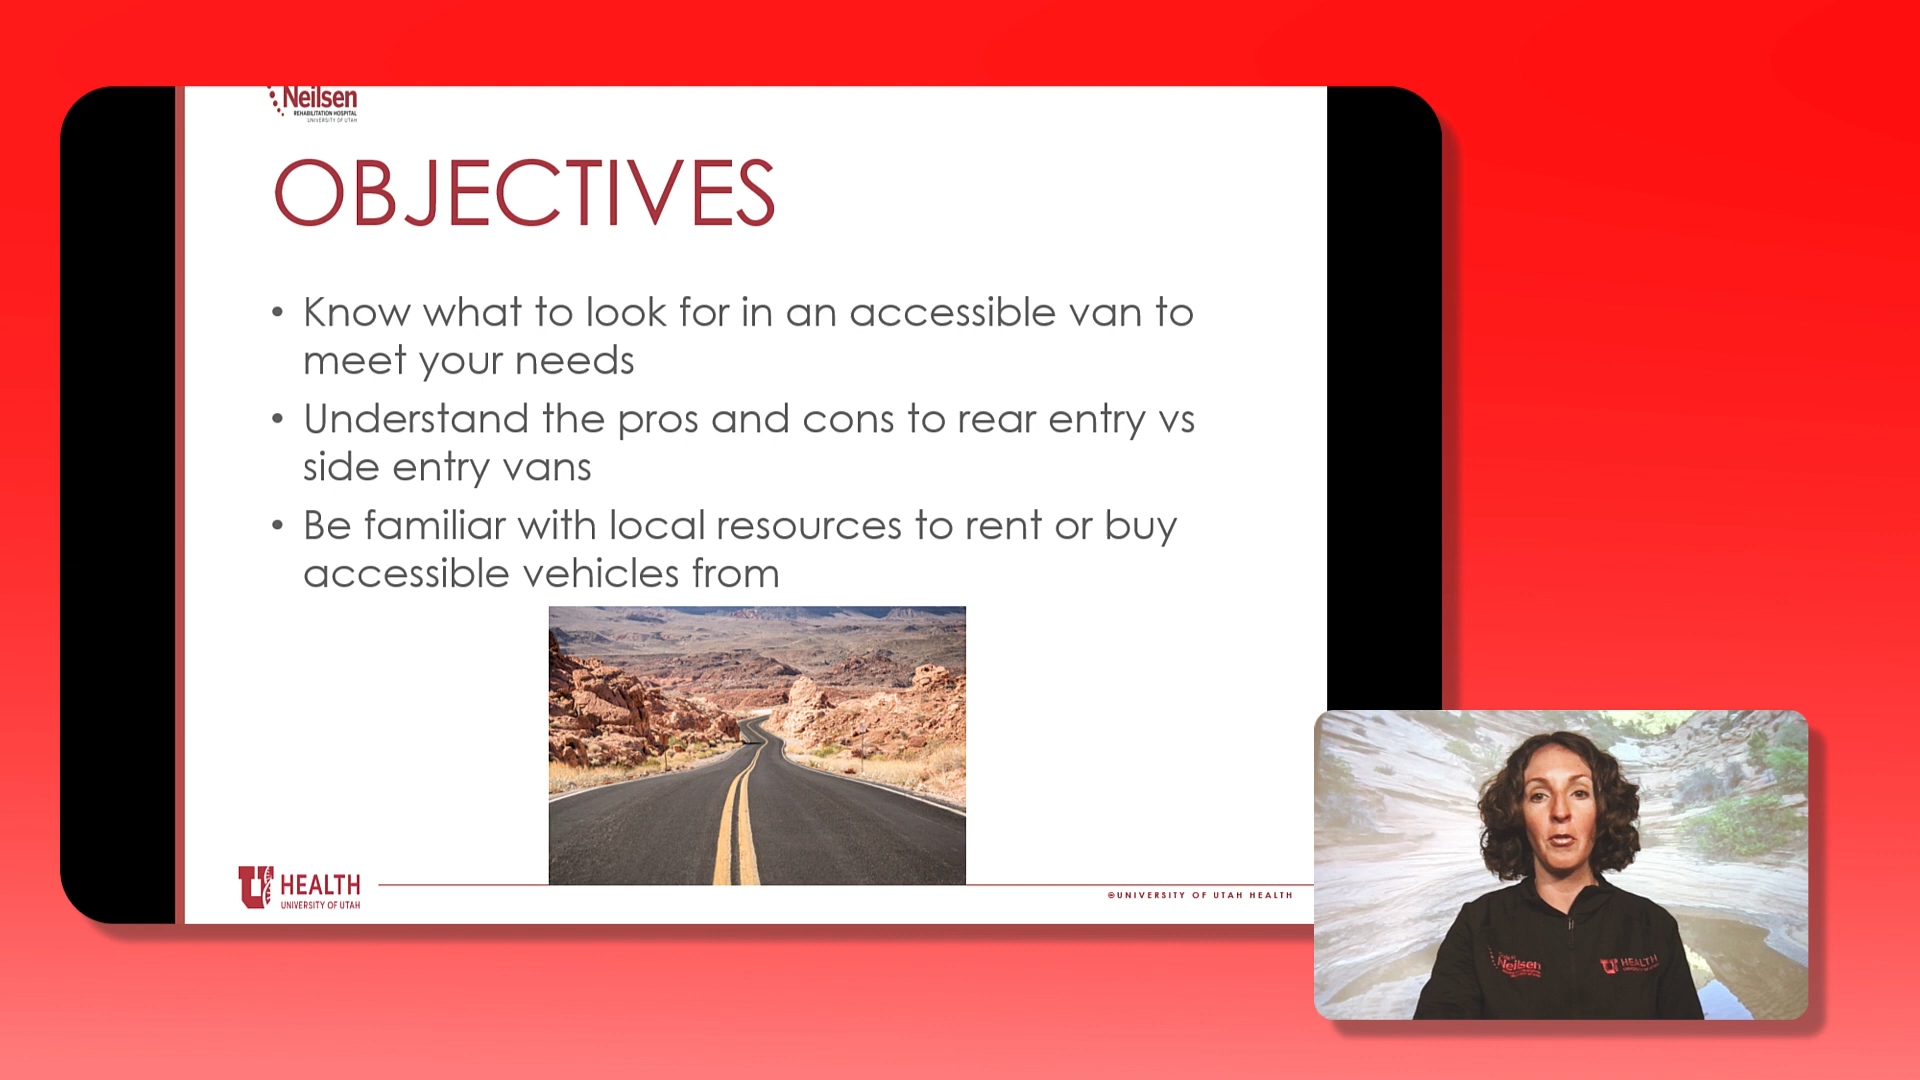 Neilsen
REHABILITATION HOSPITAL
UNIVERSITY OF UTAH
OBJECTIVES
• Know what to look for in an accessible van to
meet your needs
• Understand the pros and cons to rear entry vs
side entry vans
• Be familiar with local resources to rent or buy
accessible vehicles from
U HEALTH
UNIVERSITY OF UTAH
©UNIVERSITY OF UTAH HEALTH
Neilsen
U HEALTH